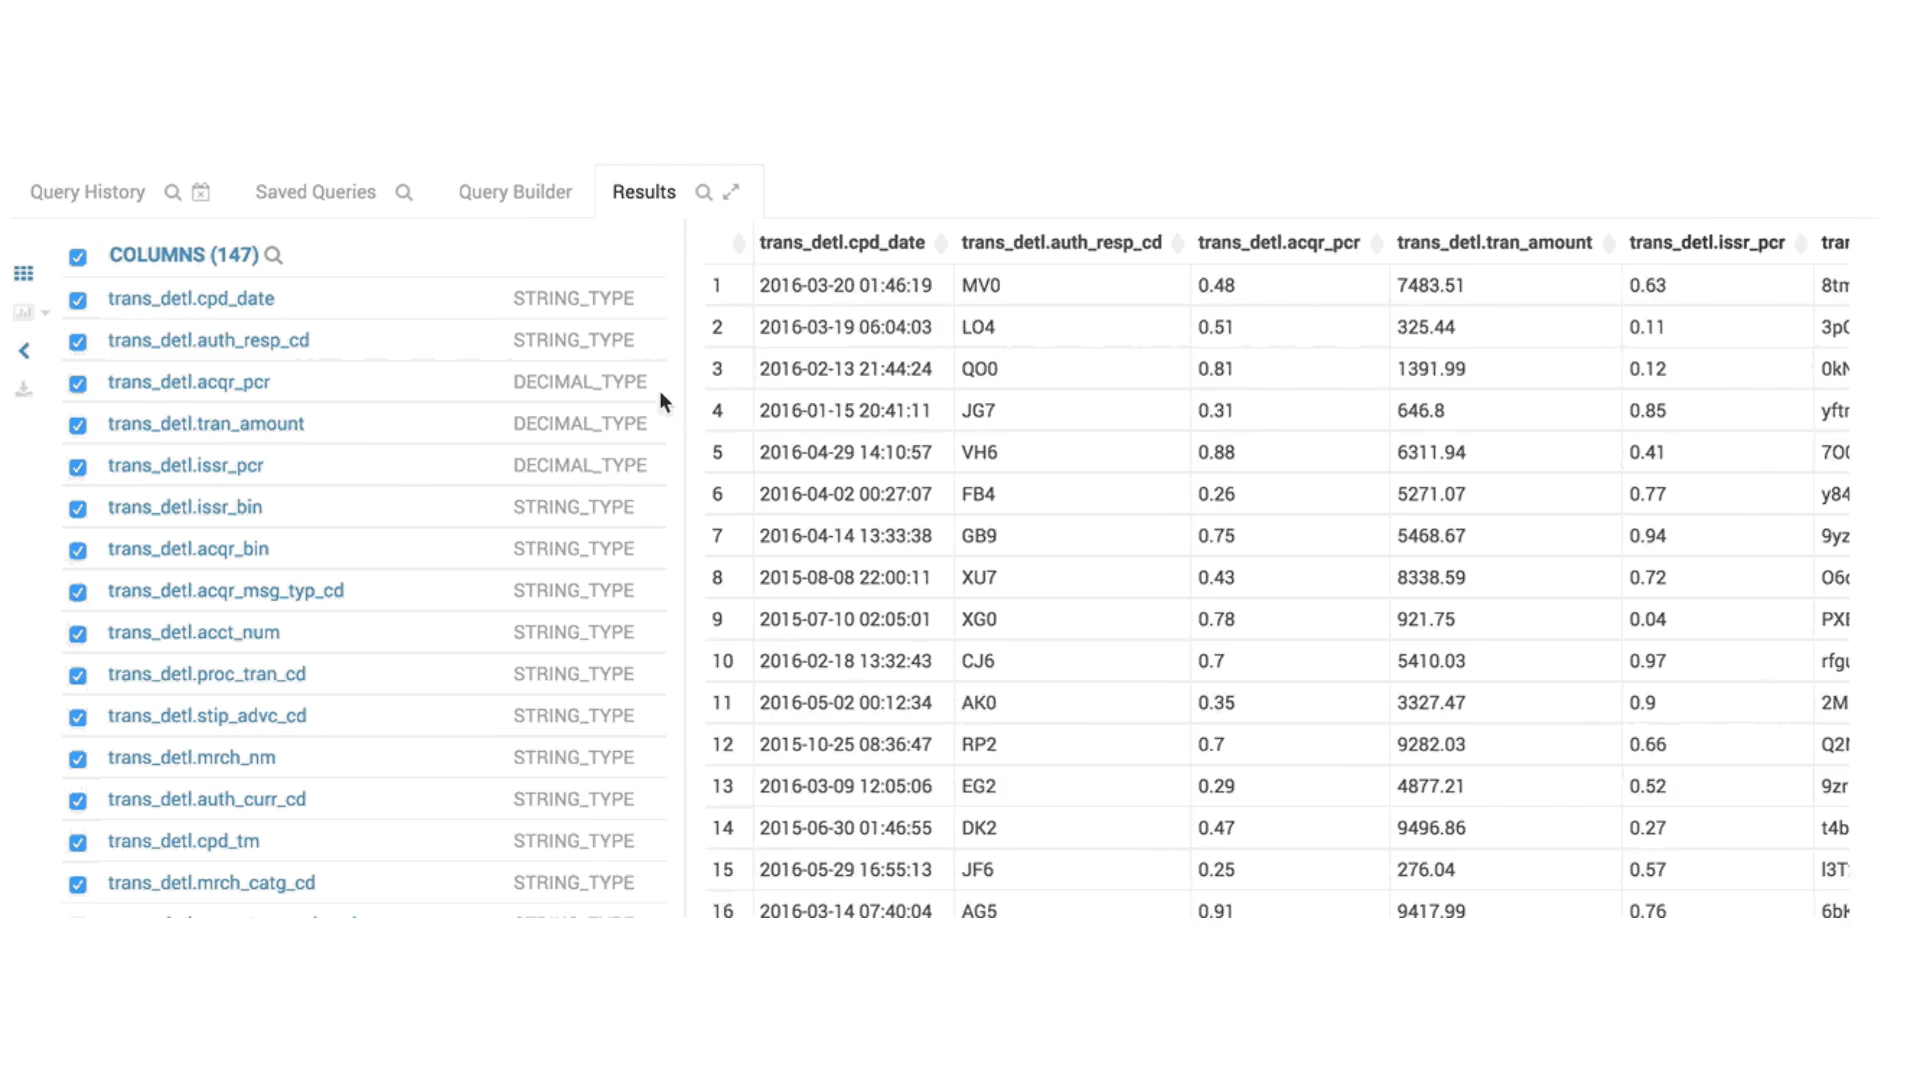 Query History Saved Queries Query Builder Results
COLUMNS (147)
trans_detl.cpd_date STRING_TYPE
trans_detl.auth_resp_cd STRING_TYPE
trans_detl.acqr_pcr DECIMAL_TYPE
trans_detl.tran_amount DECIMAL_TYPE
trans_detl.issr_pcr DECIMAL_TYPE
trans_detl.issr_bin STRING_TYPE
trans_detl.acqr_bin STRING_TYPE
trans_detl.acqr_msg_typ_cd STRING_TYPE
trans_detl.acct_num STRING_TYPE
trans_detl.proc_tran_cd STRING_TYPE
trans_detl.stip_advc_cd STRING_TYPE
trans_detl.mrch_nm STRING_TYPE
trans_detl.auth_curr_cd STRING_TYPE
trans_detl.cpd_tm STRING_TYPE
trans_detl.mrch_catg_cd STRING_TYPE
trans_detl.cpd_date trans_detl.auth_resp_cd trans_detl.acqr_pcr trans_detl.tran_amount trans_detl.issr_pcr
1 2016-03-20 01:46:19 MV0 0.48 7483.51 0.63
2 2016-03-19 06:04:03 LO4 0.51 325.44 0.11
3 2016-02-13 21:44:24 QO0 0.81 1391.99 0.12
4 2016-01-15 20:41:11 JG7 0.31 646.8 0.85
5 2016-04-29 14:10:57 VH6 0.88 6311.94 0.41
6 2016-04-02 00:27:07 FB4 0.26 5271.07 0.77 y84
7 2016-04-14 13:33:38 GB9 0.75 5468.67 0.94 9yz
8 2015-08-08 22:00:11 XU7 0.43 8338.59 0.72
9 2015-07-10 02:05:01 XG0 0.78 921.75 0.04
10 2016-02-18 13:32:43 CJ6 0.7 5410.03 0.97
11 2016-05-02 00:12:34 AK0 0.35 3327.47 0.9 2M
12 2015-10-25 08:36:47 RP2 0.7 9282.03 0.66
13 2016-03-09 12:05:06 EG2 0.29 4877.21 0.52 9zr
14 2015-06-30 01:46:55 DK2 0.47 9496.86 0.27 t4b
15 2016-05-29 16:55:13 JF6 0.25 276.04 0.57
16 2016-03-14 07:40:04 AG5 0.91 9417.99 0.76